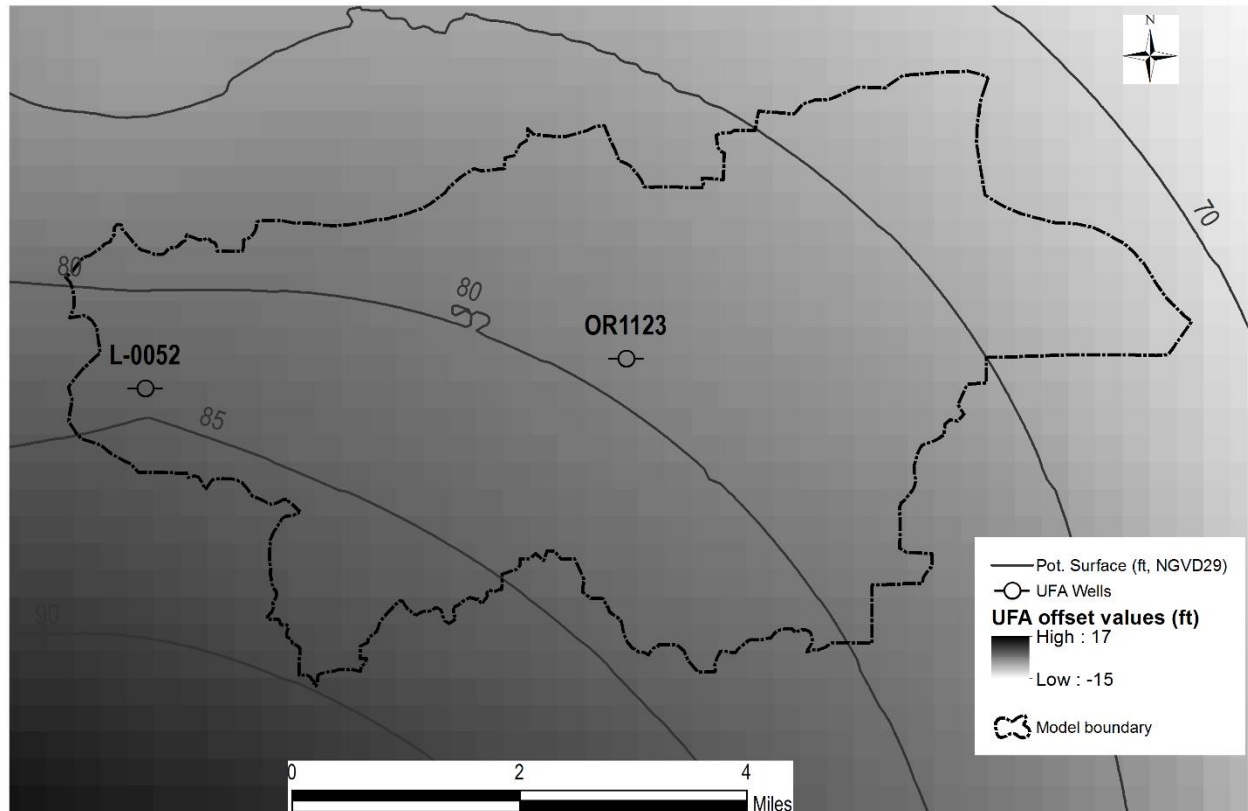 N
70
80
80
OR1123
L-0052
85
90
Pot. Surface (ft, NGVD29)
UFA Wells
UFA offset values (ft)
High : 17
Low : -15
Model boundary
0 2 4
Miles